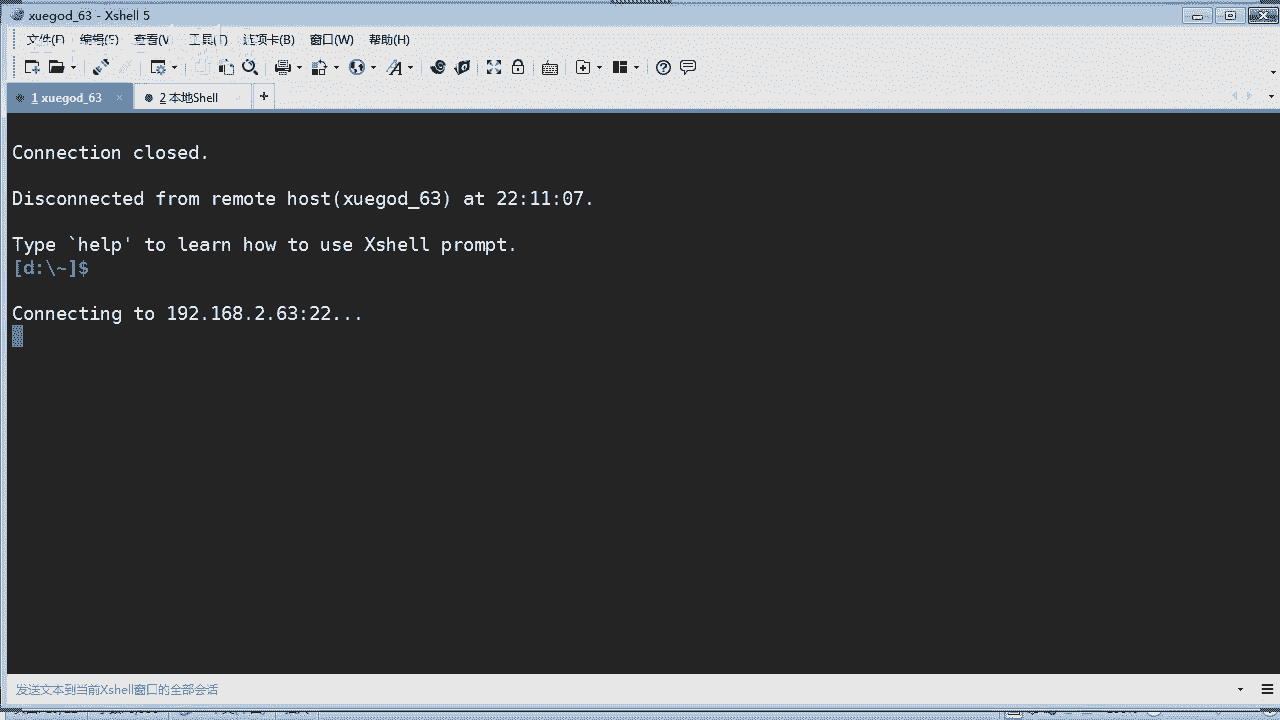 xuegod_63 - Xshell 5
文件(F) 编辑(E) 查看(V) 工具(T) 选项卡(B) 窗口(W) 帮助(H)
1 xuegod_63 × 2 本地Shell +
Connection closed.
Disconnected from remote host(xuegod_63) at 22:11:07.
Type `help' to learn how to use Xshell prompt.
[d:\~]$
Connecting to 192.168.2.63:22...
发送文本到当前Xshell窗口的全部会话